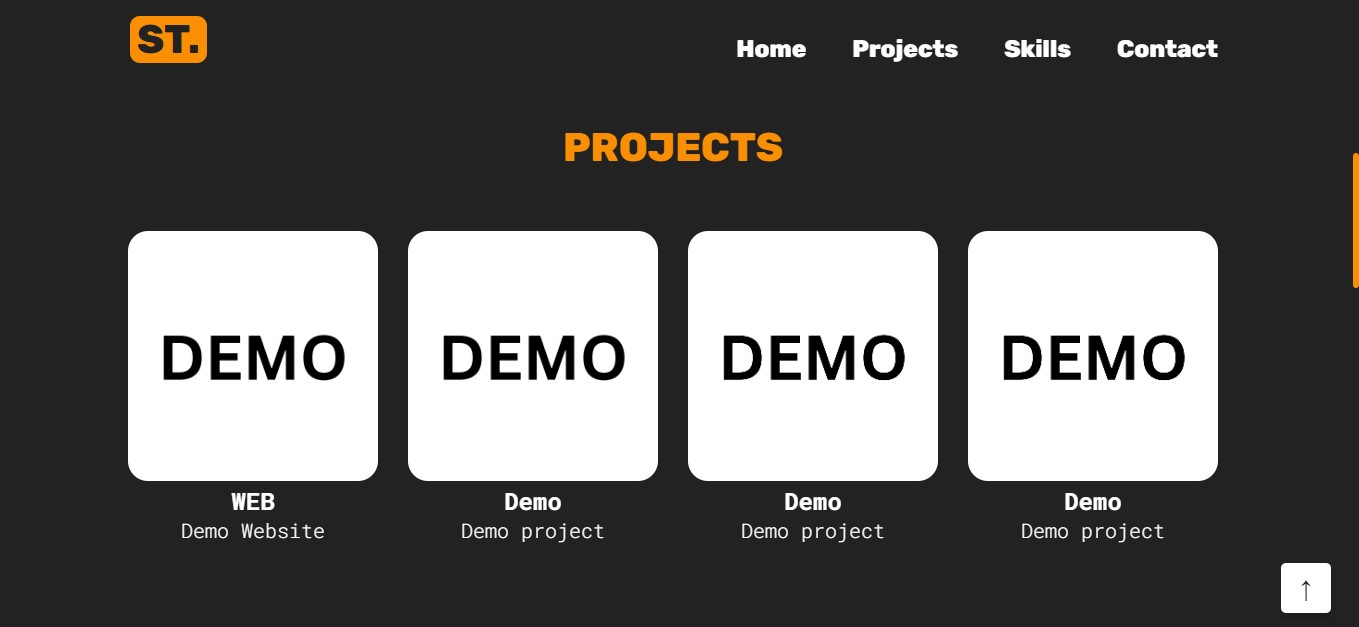 ST.
Home Projects Skills Contact
PROJECTS
DEMO DEMO DEMO DEMO
WEB Demo Demo Demo
Demo Website Demo project Demo project Demo project
↑